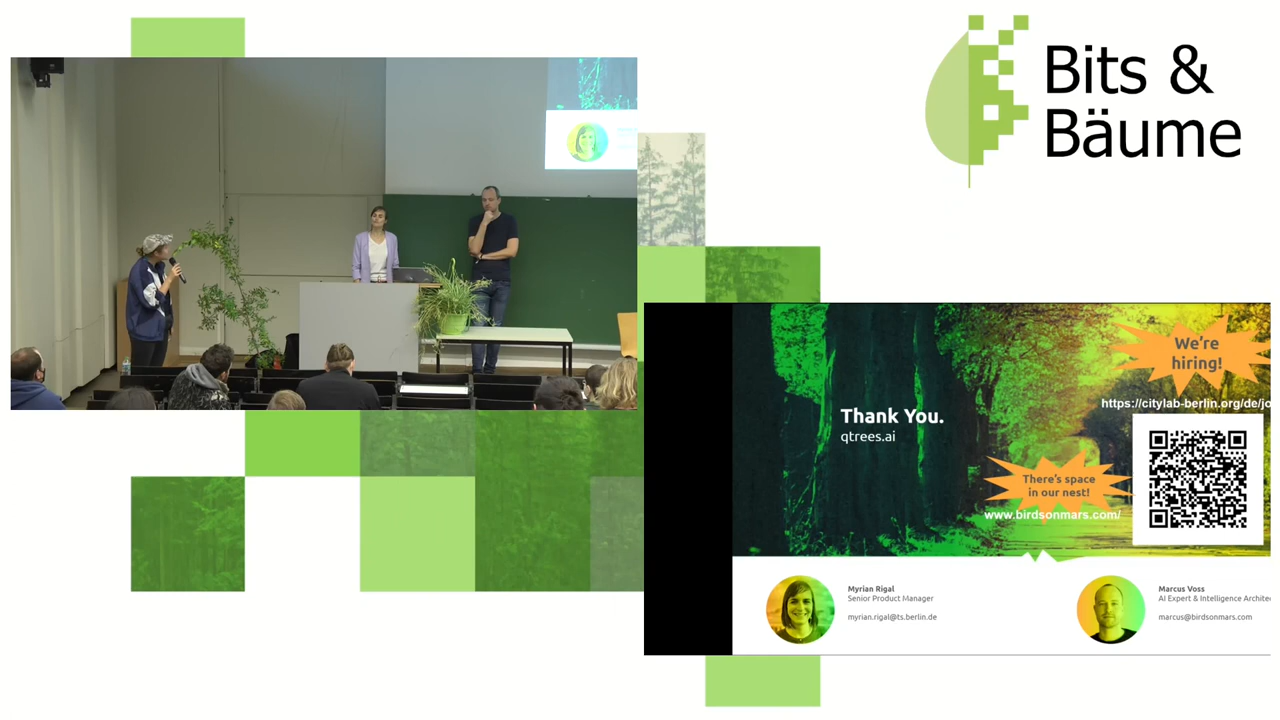 Bits &
Bäume
We're
hiring!
https://citylab-berlin.org/de/jo
Thank You.
qtrees.ai
There's space
in our nest!
www.birdsonmars.com/
Myrian Rigal
Senior Product Manager
myrian.rigal@ts.berlin.de
Marcus Voss
AI Expert & Intelligence Archite
marcus@birdsonmars.com